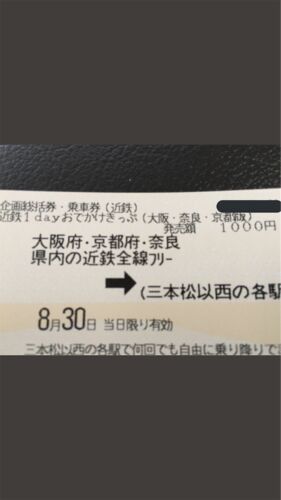 企画総括券・乗車券(近鉄)
近鉄1dayおでかけきっぷ(大阪・奈良・京都版)
発売額 1000円
大阪府・京都府・奈良
県内の近鉄全線フリー
➡(三本松以西の各駅
8月30日 当日限り有効
三本松以西の各駅で何回でも自由に乗り降りで